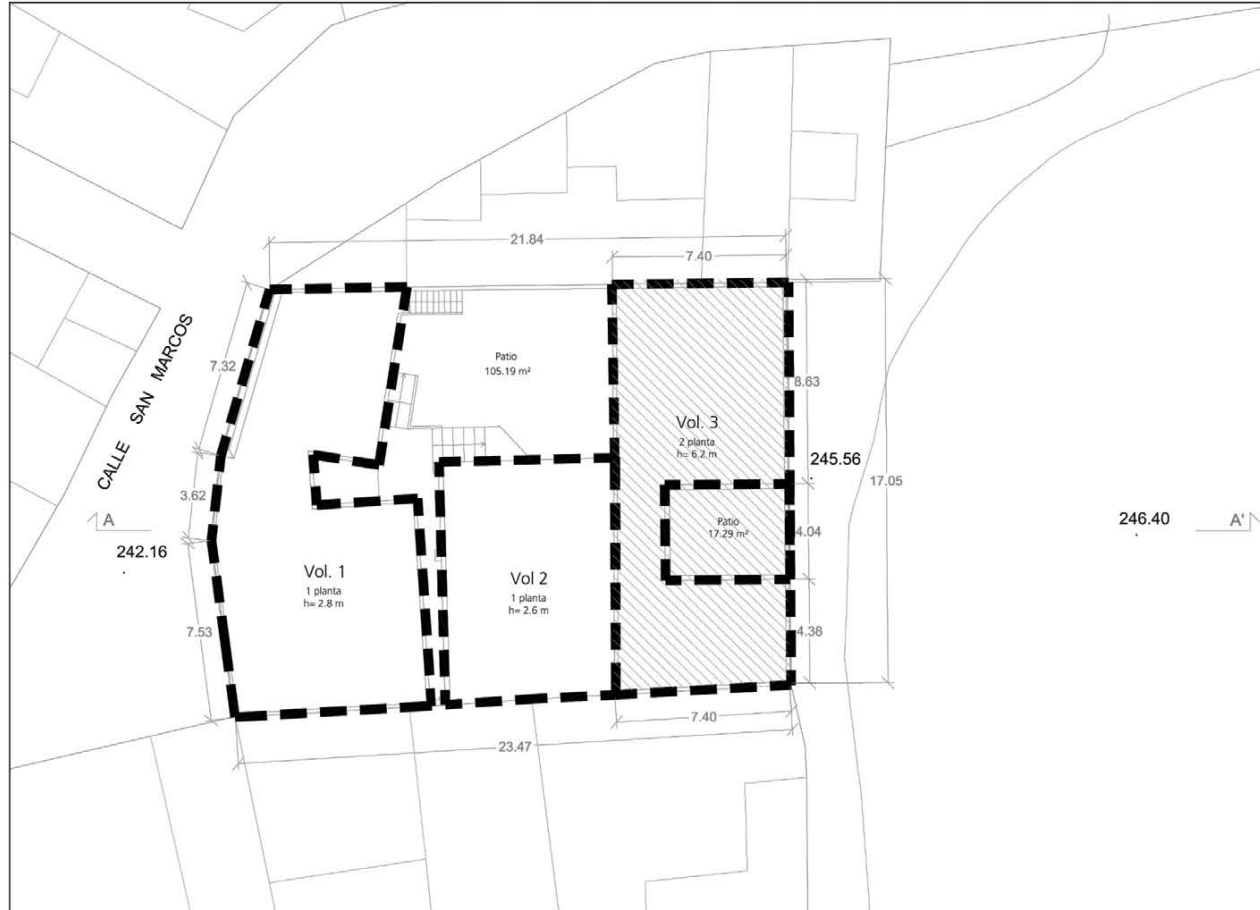 21.84
7.40
CALLE SAN MARCOS
7.32
Patio
105.19 m²
8.63
Vol. 3
2 planta
h= 6.2 m
245.56
17.05
3.62
A
242.16
Patio
17.29 m²
4.04
246.40
A'
Vol. 1
1 planta
h= 2.8 m
Vol 2
1 planta
h= 2.6 m
7.53
4.38
7.40
23.47